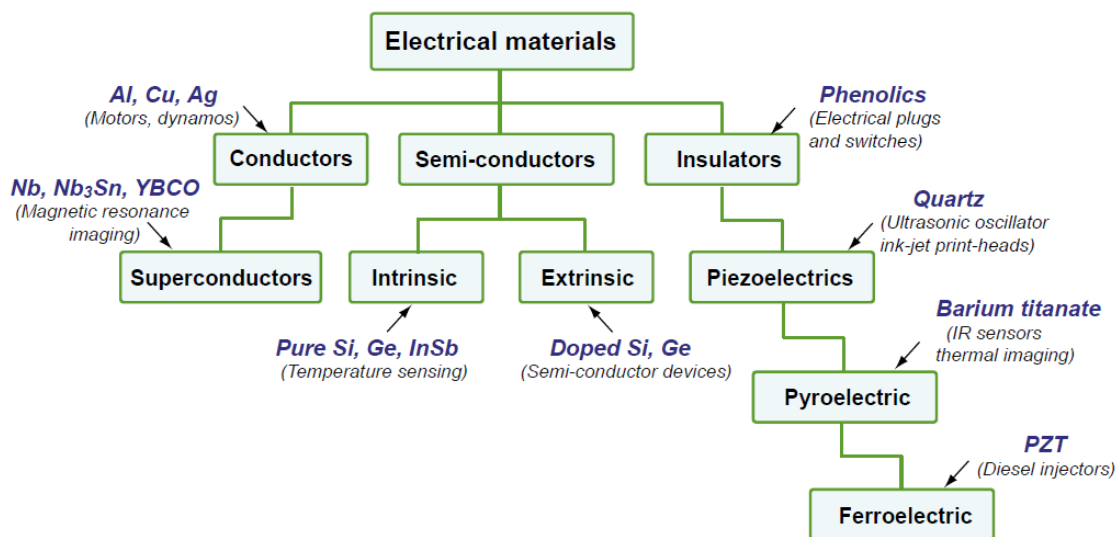 Electrical materials
Al, Cu, Ag
(Motors, dynamos)
Phenolics
(Electrical plugs
and switches)
Conductors
Semi-conductors
Insulators
Nb, Nb₃Sn, YBCO
(Magnetic resonance
imaging)
Quartz
(Ultrasonic oscillator
ink-jet print-heads)
Superconductors
Intrinsic
Extrinsic
Piezoelectrics
Barium titanate
(IR sensors
thermal imaging)
Pure Si, Ge, InSb
(Temperature sensing)
Doped Si, Ge
(Semi-conductor devices)
Pyroelectric
PZT
(Diesel injectors)
Ferroelectric